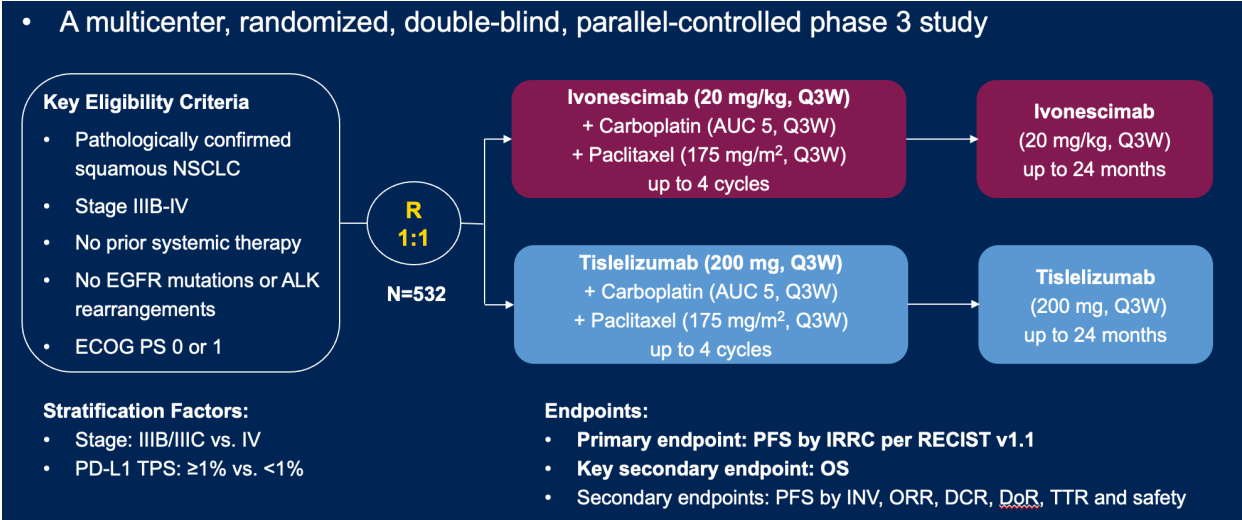 • A multicenter, randomized, double-blind, parallel-controlled phase 3 study
Key Eligibility Criteria
• Pathologically confirmed
squamous NSCLC
• Stage IIIB-IV
• No prior systemic therapy
• No EGFR mutations or ALK
rearrangements
• ECOG PS 0 or 1
R
1:1
N=532
Ivonescimab (20 mg/kg, Q3W)
+ Carboplatin (AUC 5, Q3W)
+ Paclitaxel (175 mg/m², Q3W)
up to 4 cycles
Ivonescimab
(20 mg/kg, Q3W)
up to 24 months
Tislelizumab (200 mg, Q3W)
+ Carboplatin (AUC 5, Q3W)
+ Paclitaxel (175 mg/m², Q3W)
up to 4 cycles
Tislelizumab
(200 mg, Q3W)
up to 24 months
Stratification Factors:
• Stage: IIIB/IIIC vs. IV
• PD-L1 TPS: ≥1% vs. <1%
Endpoints:
• Primary endpoint: PFS by IRRC per RECIST v1.1
• Key secondary endpoint: OS
• Secondary endpoints: PFS by INV, ORR, DCR, DoR, TTR and safety